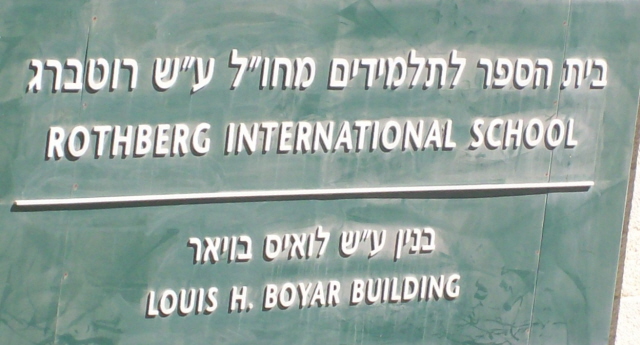 בית הספר לתלמידים מחו"ל ע"ש רוטברג
ROTHBERG INTERNATIONAL SCHOOL
בנין ע"ש לואיס בויאר
LOUIS H. BOYAR BUILDING